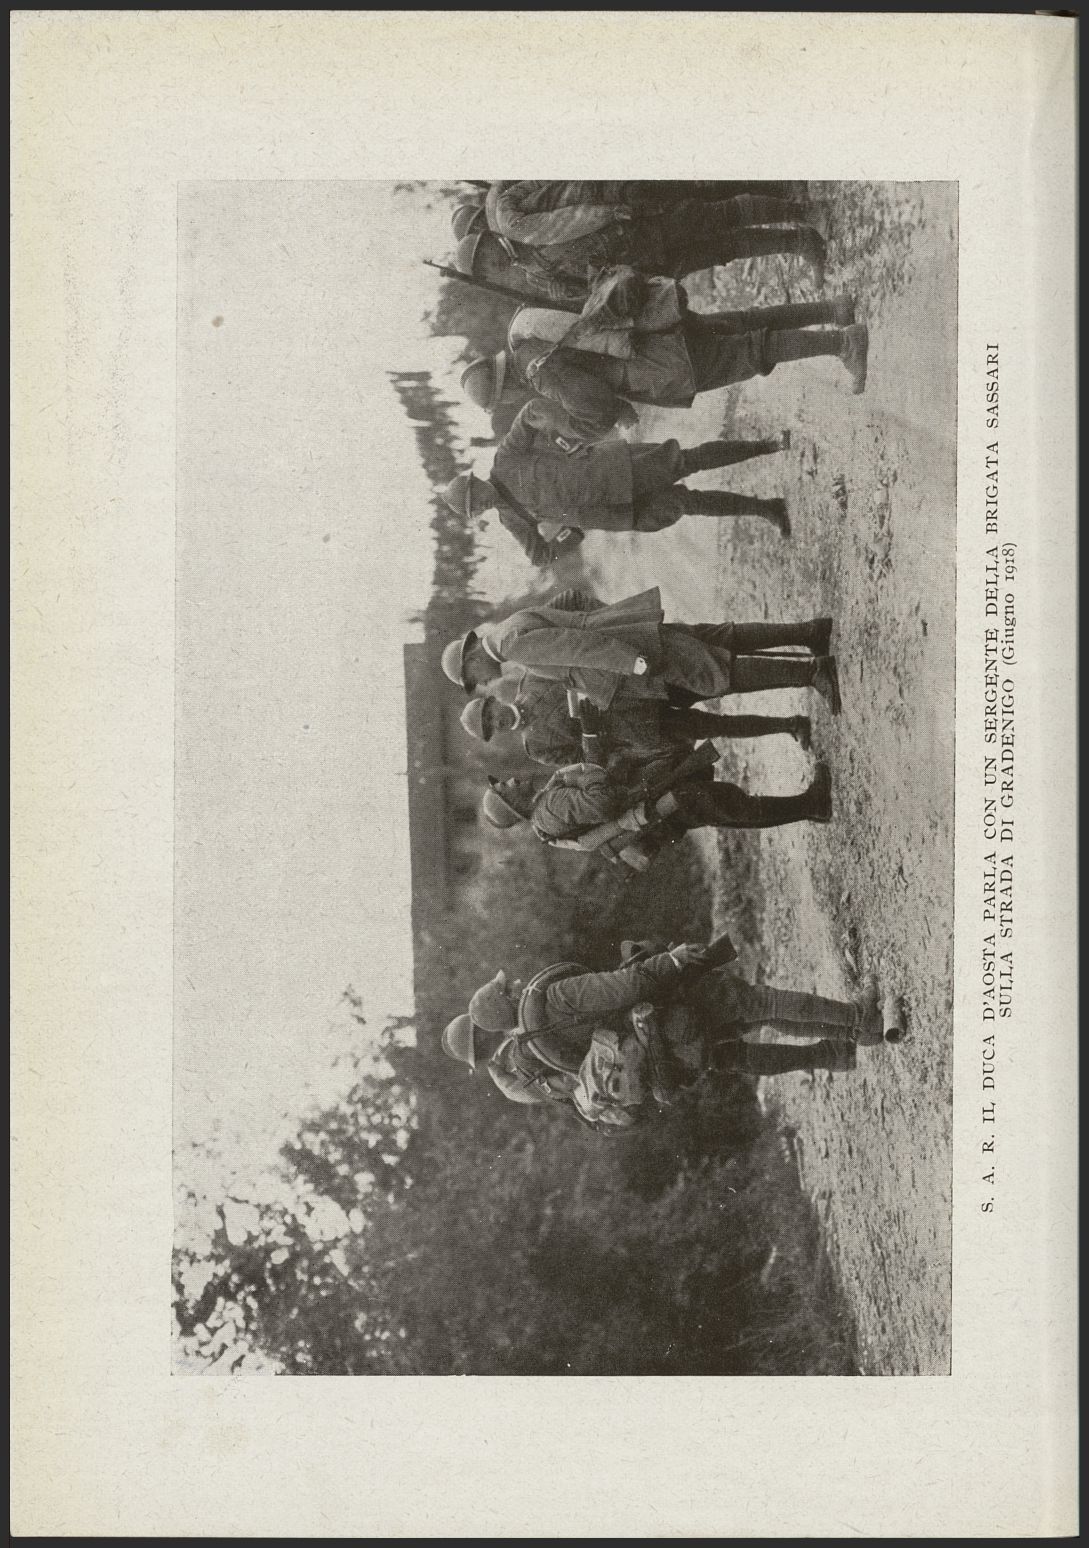 S. A. R. IL DUCA D'AOSTA PARLA CON UN SERGENTE DELLA BRIGATA SASSARI
SULLA STRADA DI GRADENIGO (Giugno 1918)